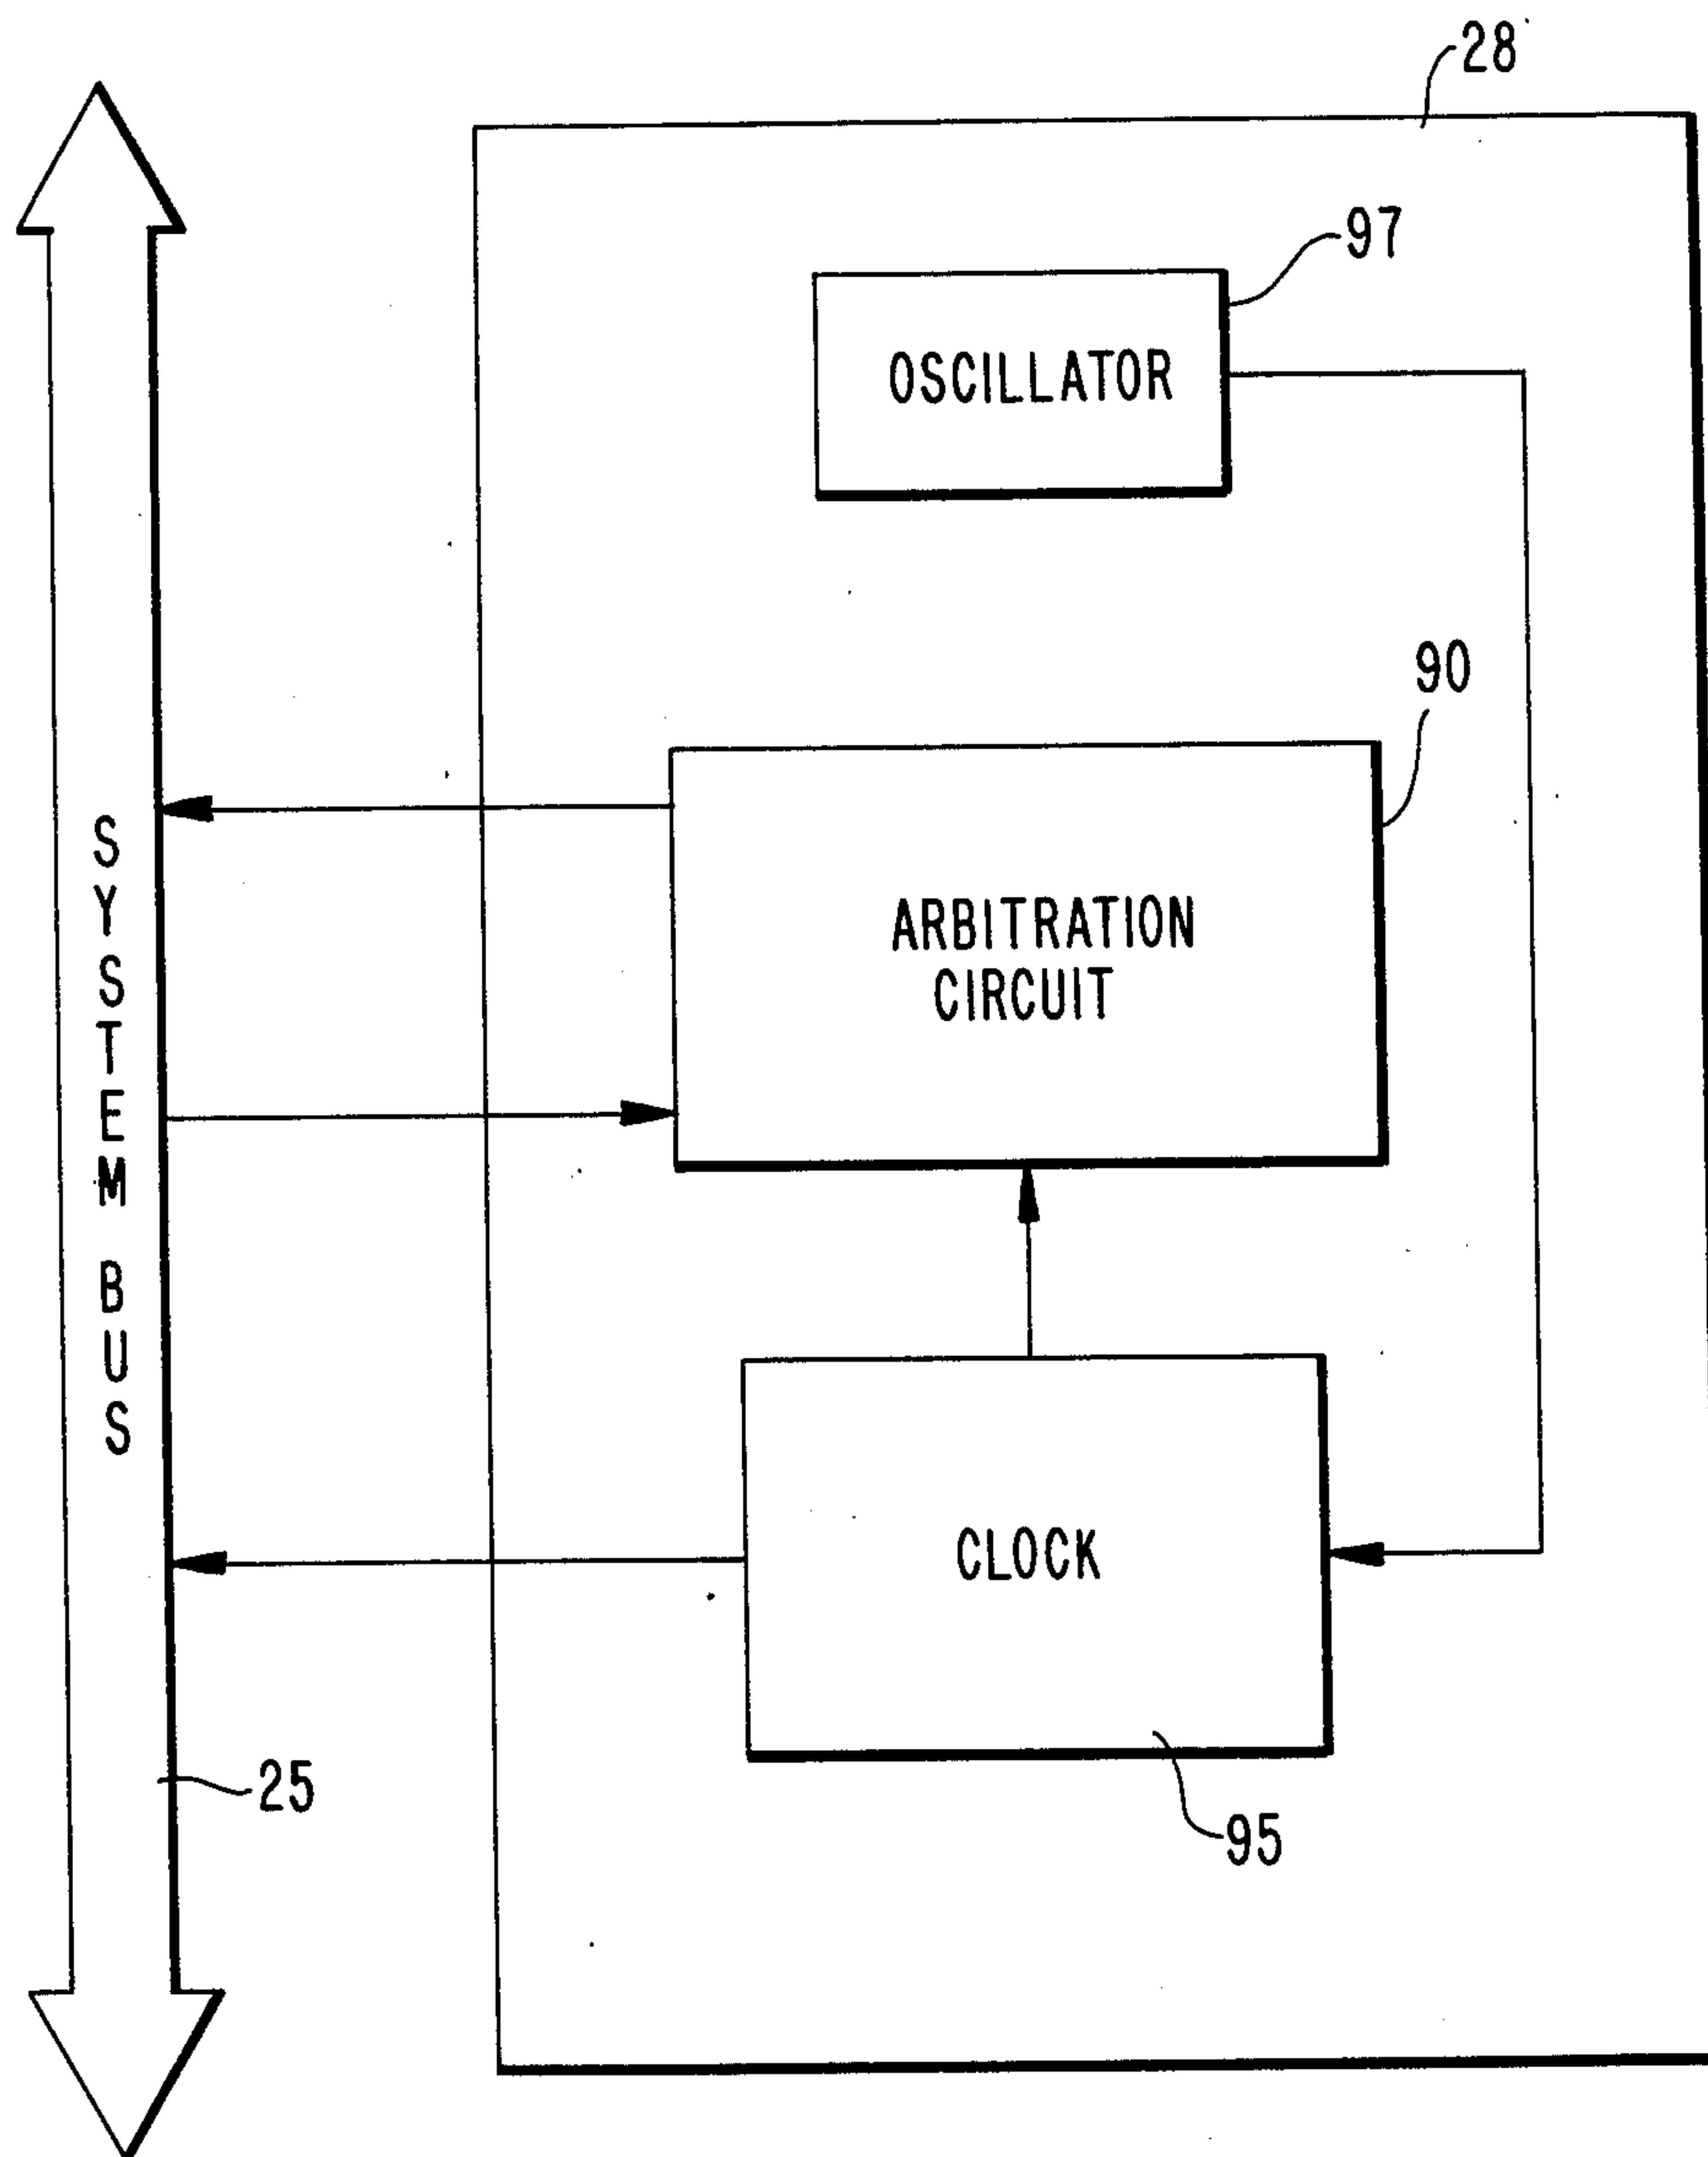 28
97
OSCILLATOR
90
ARBITRATION
CIRCUIT
SYSTEM BUS
CLOCK
25
95